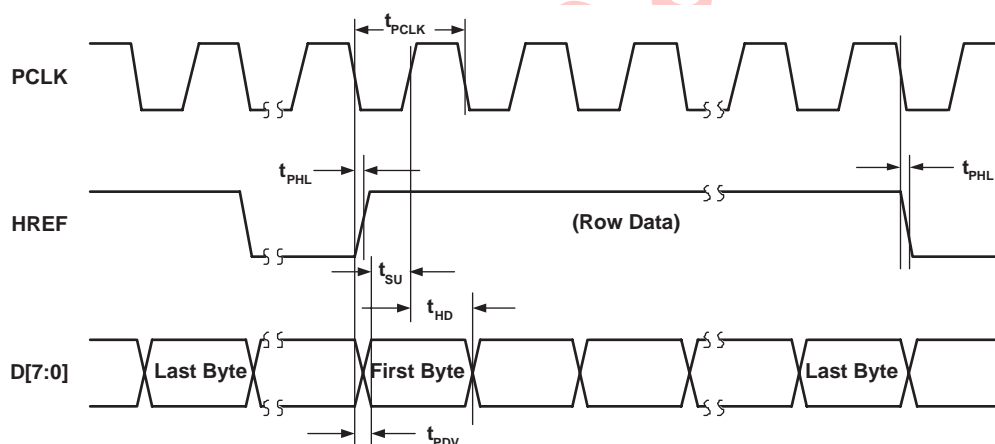 tPCLK
PCLK
tPHL
tPHL
HREF
(Row Data)
tSU
tHD
D[7:0]
Last Byte
First Byte
Last Byte
tPDV